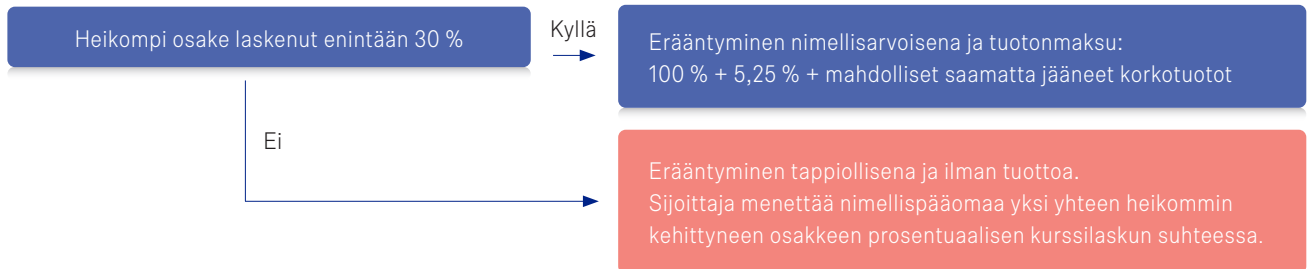 Heikompi osake laskenut enintään 30 %
Kyllä
Erääntyminen nimellisarvoisena ja tuotonmaksu:
100 % + 5,25 % + mahdolliset saamatta jääneet korkotuotot
Ei
Erääntyminen tappiollisena ja ilman tuottoa.
Sijoittaja menettää nimellispääomaa yksi yhteen heikommin
kehittyneen osakkeen prosentuaalisen kurssilaskun suhteessa.